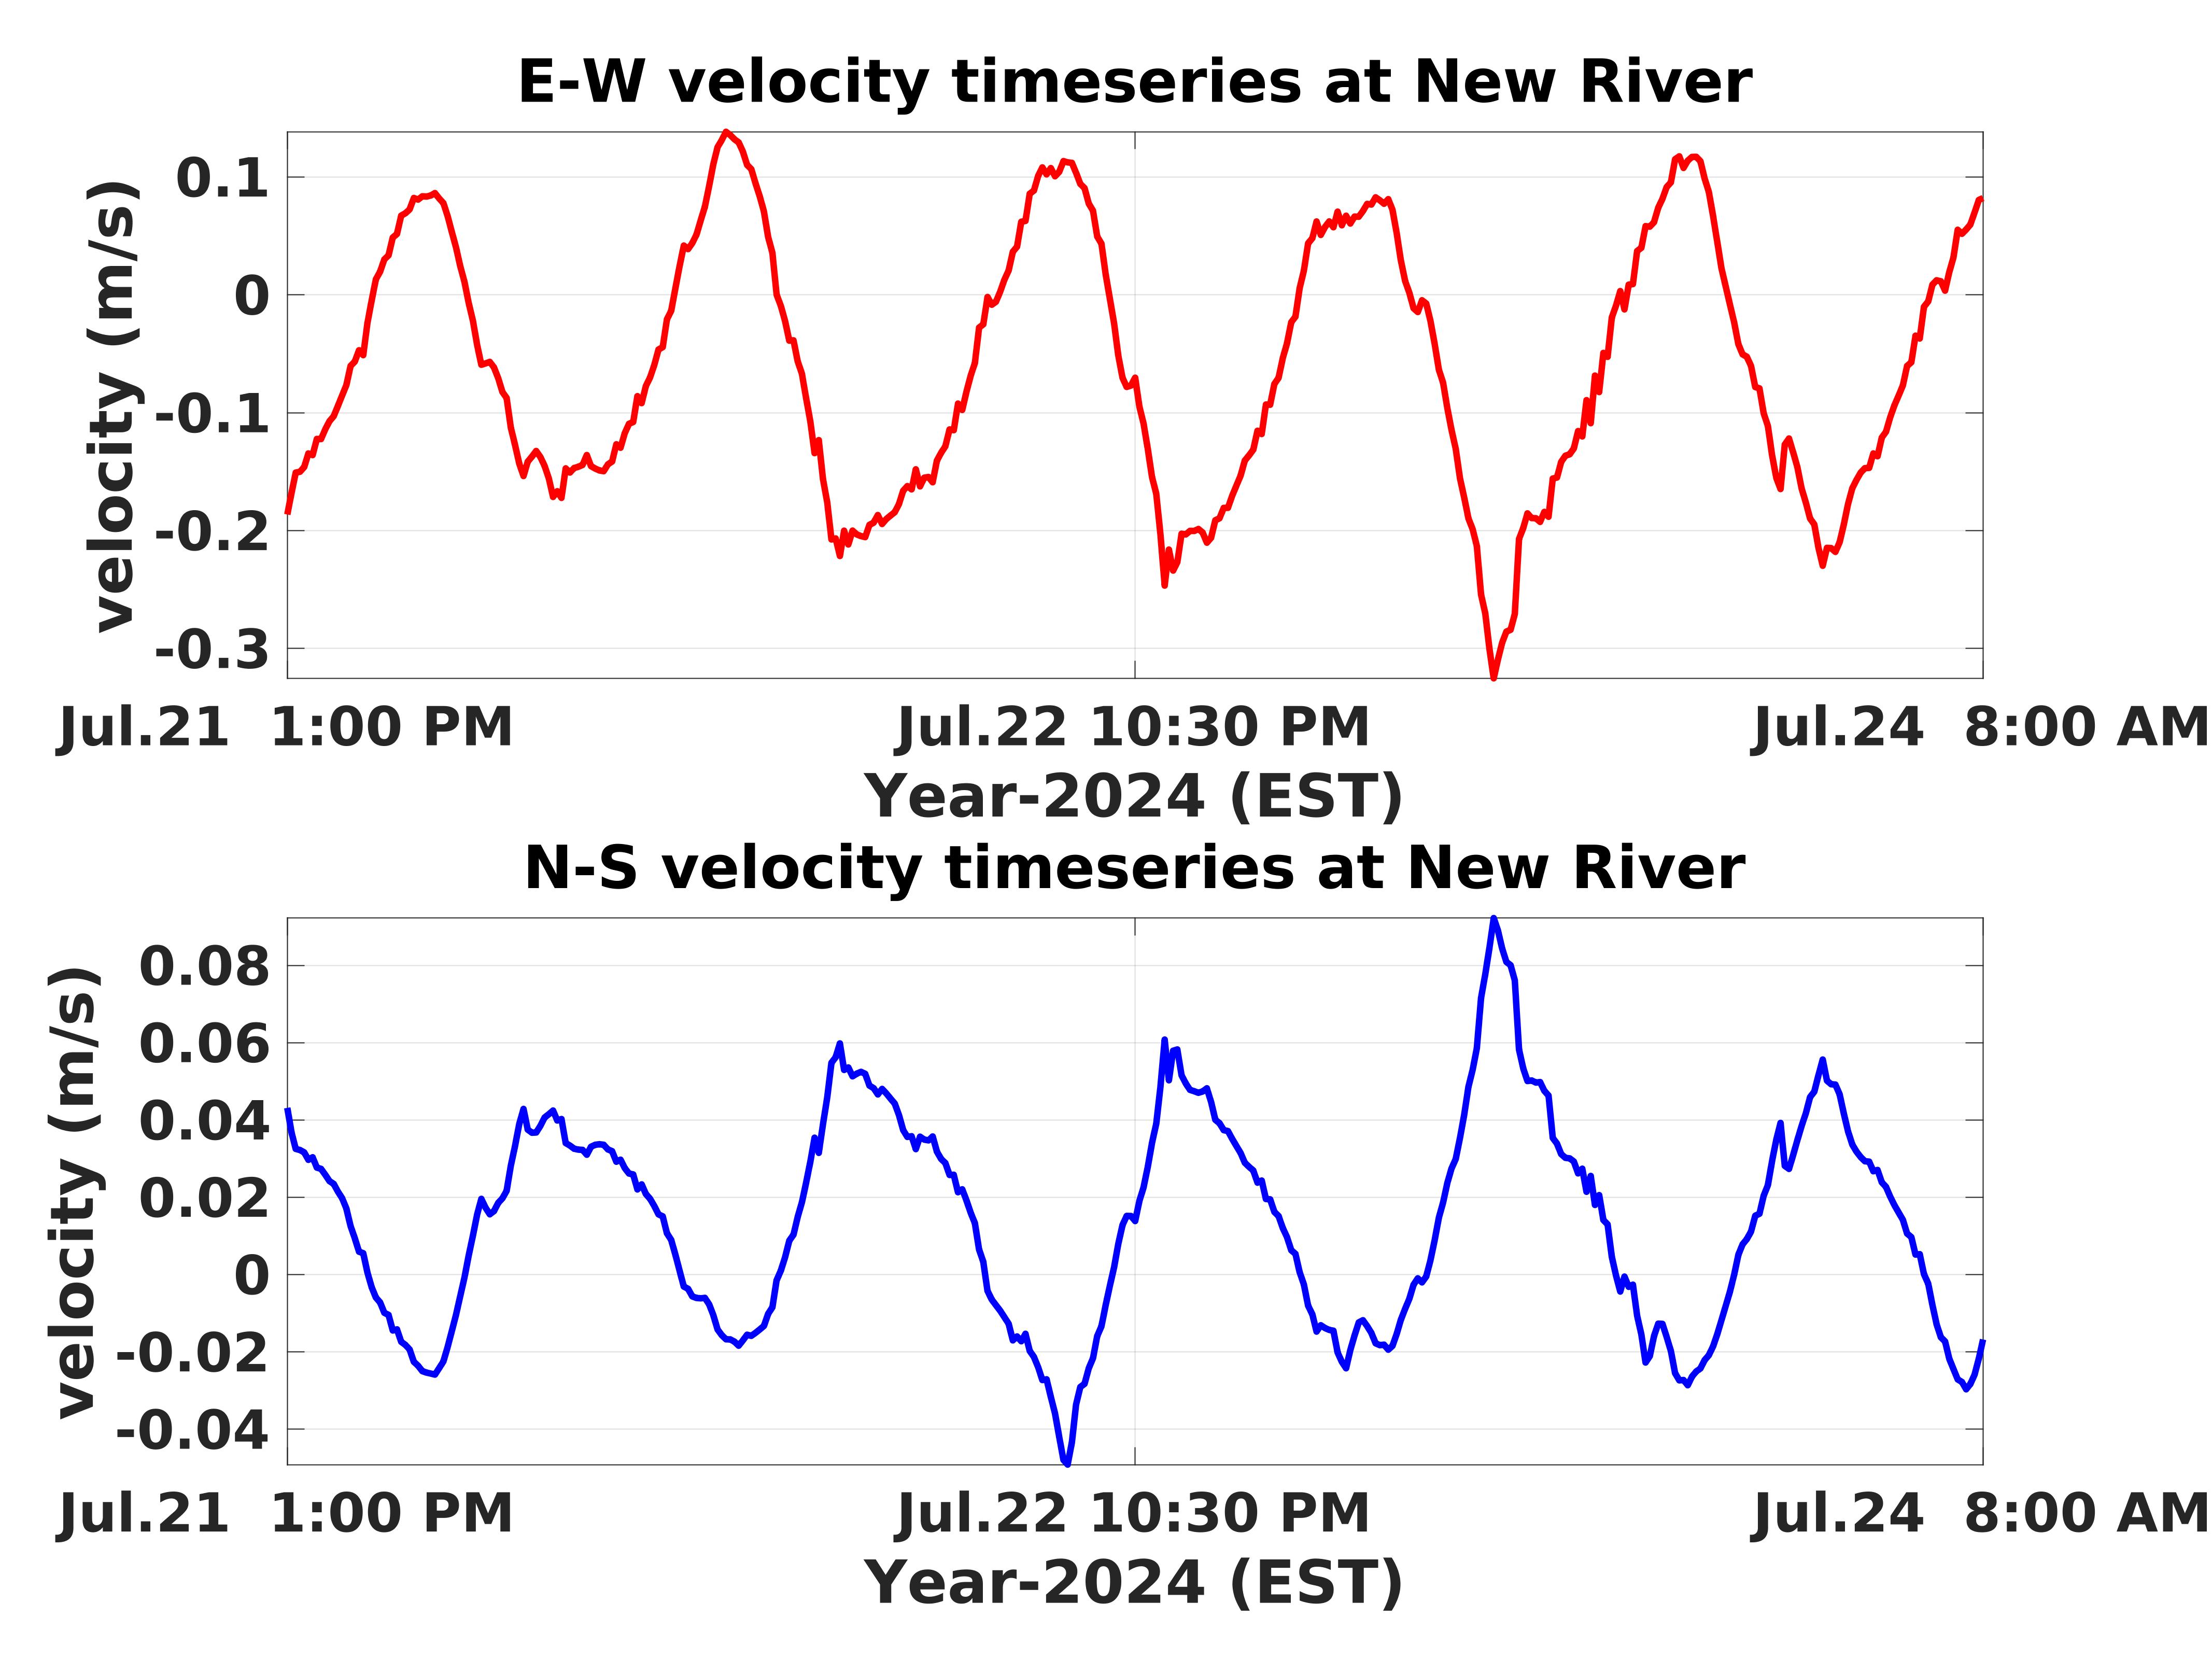 E-W velocity timeseries at New River
velocity (m/s)
0.1
0
-0.1
-0.2
-0.3
Jul.21  1:00 PM
Jul.22 10:30 PM
Jul.24  8:00 AM
Year-2024 (EST)
N-S velocity timeseries at New River
velocity (m/s)
0.08
0.06
0.04
0.02
0
-0.02
-0.04
Jul.21  1:00 PM
Jul.22 10:30 PM
Jul.24  8:00 AM
Year-2024 (EST)